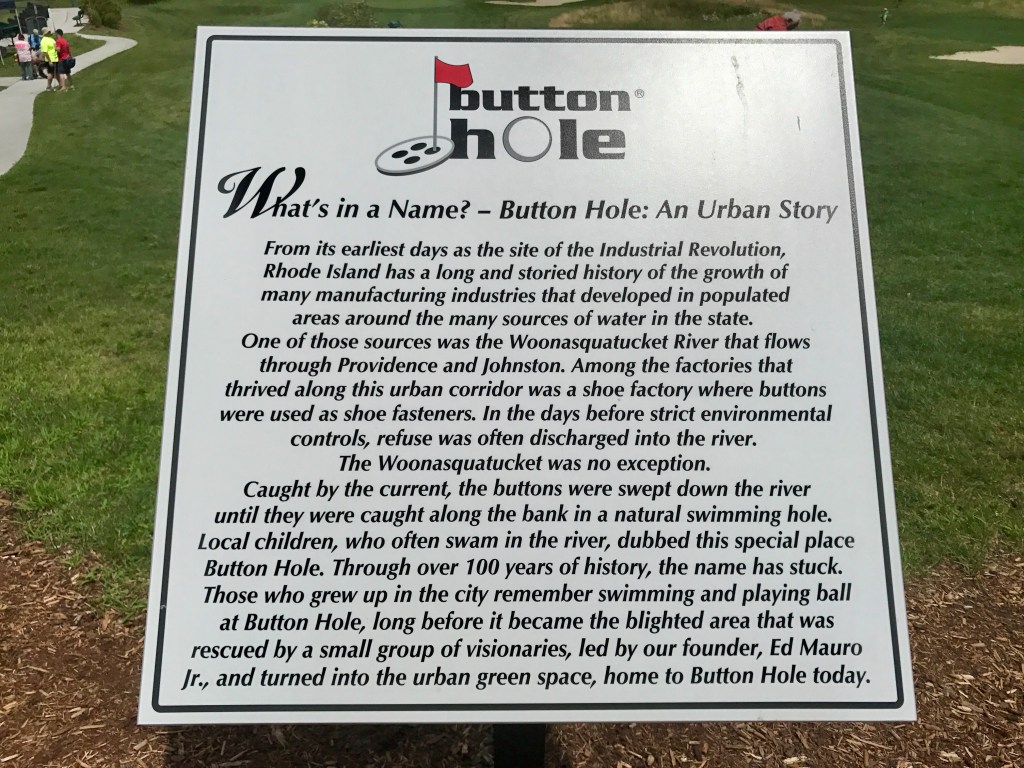 button®
hole
What's in a Name? – Button Hole: An Urban Story
From its earliest days as the site of the Industrial Revolution,
Rhode Island has a long and storied history of the growth of
many manufacturing industries that developed in populated
areas around the many sources of water in the state.
One of those sources was the Woonasquatucket River that flows
through Providence and Johnston. Among the factories that
thrived along this urban corridor was a shoe factory where buttons
were used as shoe fasteners. In the days before strict environmental
controls, refuse was often discharged into the river.
The Woonasquatucket was no exception.
Caught by the current, the buttons were swept down the river
until they were caught along the bank in a natural swimming hole.
Local children, who often swam in the river, dubbed this special place
Button Hole. Through over 100 years of history, the name has stuck.
Those who grew up in the city remember swimming and playing ball
at Button Hole, long before it became the blighted area that was
rescued by a small group of visionaries, led by our founder, Ed Mauro
Jr., and turned into the urban green space, home to Button Hole today.